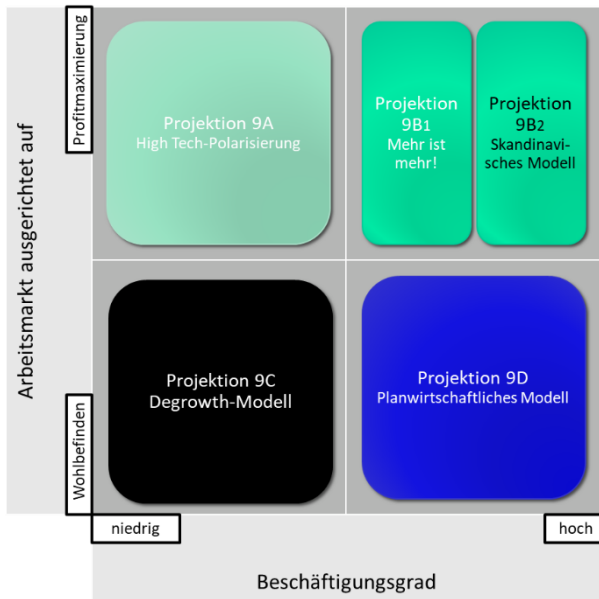 Arbeitsmarkt ausgerichtet auf
Profitmaximierung
Projektion 9A
High Tech-Polarisierung
Projektion
9B1
Mehr ist
mehr!
Projektion
9B2
Skandinavi-
sches Modell
Wohlbefinden
Projektion 9C
Degrowth-Modell
Projektion 9D
Planwirtschaftliches Modell
niedrig
hoch
Beschäftigungsgrad